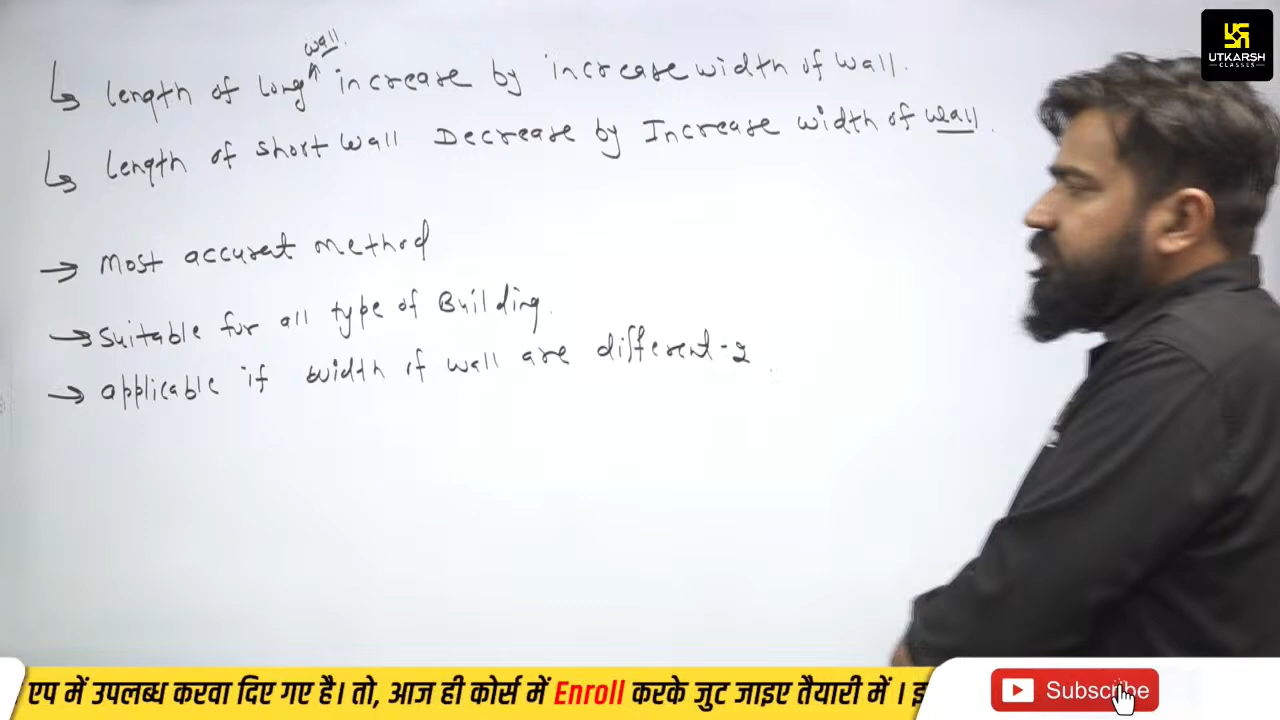 wall.
↳ length of long ^ increase by increase width of wall.
↳ length of short wall Decrease by Increase width of wall.
→ Most accurat method
→ Suitable for all type of Building.
→ applicable if width of wall are different-2
UTKARSH
CLASSES
एप में उपलब्ध करवा दिए गए है। तो, आज ही कोर्स में Enroll करके जुट जाइए तैयारी में । इ
Subscribe